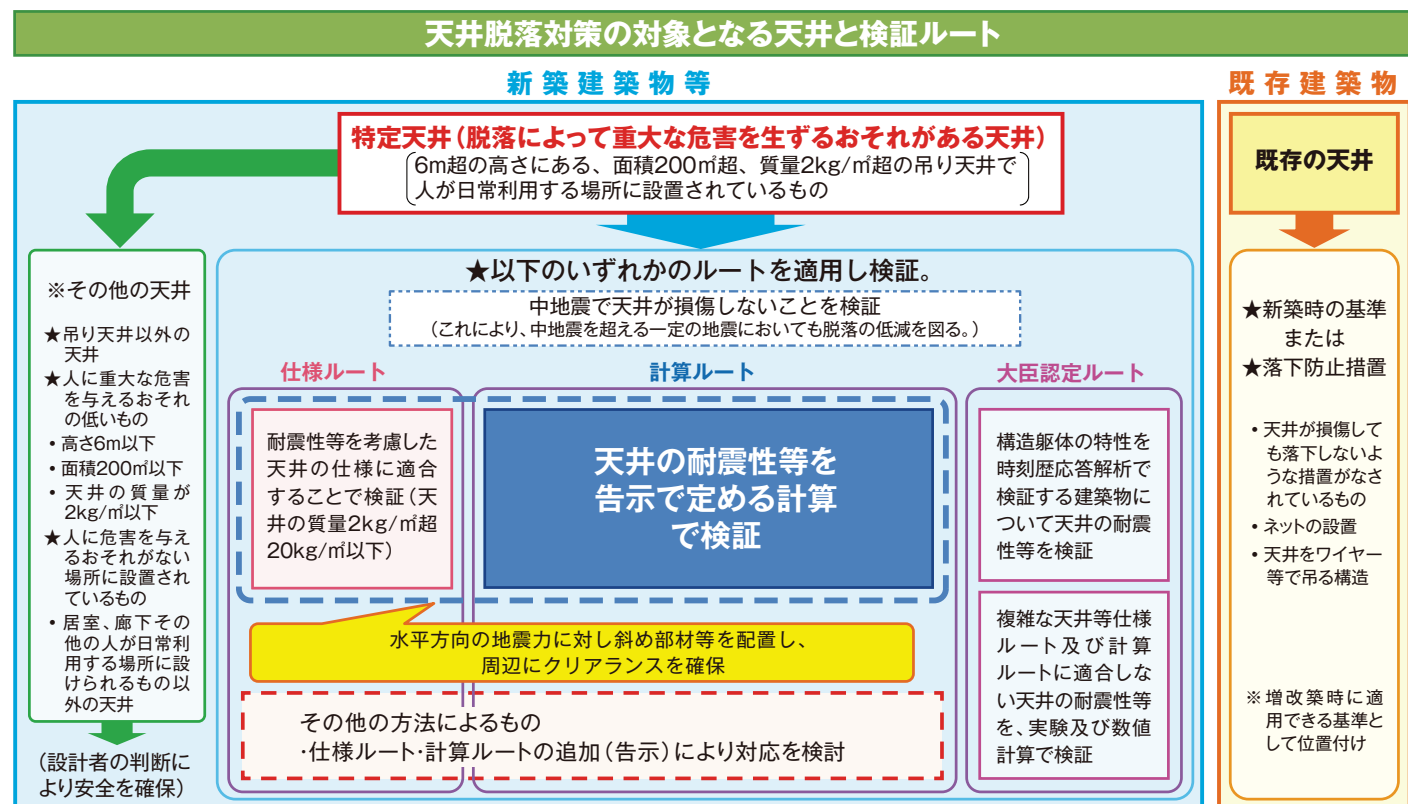 天井脱落対策の対象となる天井と検証ルート
新築建築物等
特定天井（脱落によって重大な危害を生ずるおそれがある天井）
6m超の高さにある、面積200㎡超、質量2kg/㎡超の吊り天井で
人が日常利用する場所に設置されているもの
※その他の天井
★吊り天井以外の
天井
★人に重大な危害
を与えるおそれ
の低いもの
・高さ6m以下
・面積200㎡以下
・天井の質量が
2kg/㎡以下
★人に危害を与え
るおそれがない
場所に設置され
ているもの
・居室、廊下その
他の人が日常利
用する場所に設
けられるもの以
外の天井
（設計者の判断に
より安全を確保）
★以下のいずれかのルートを適用し検証。
中地震で天井が損傷しないことを検証
（これにより、中地震を超える一定の地震においても脱落の低減を図る。）
仕様ルート
耐震性等を考慮した
天井の仕様に適合
することで検証（天
井の質量2kg/㎡超
20kg/㎡以下）
計算ルート
天井の耐震性等を
告示で定める計算
で検証
水平方向の地震力に対し斜め部材等を配置し、
周辺にクリアランスを確保
その他の方法によるもの
・仕様ルート・計算ルートの追加（告示）により対応を検討
大臣認定ルート
構造躯体の特性を
時刻歴応答解析で
検証する建築物に
ついて天井の耐震
性等を検証
複雑な天井等仕様
ルート及び計算
ルートに適合しな
い天井の耐震性等
を、実験及び数値
計算で検証
既存建築物
既存の天井
★新築時の基準
または
★落下防止措置
・天井が損傷して
も落下しないよ
うな措置がなさ
れているもの
・ネットの設置
・天井をワイヤー
等で吊る構造
※増改築時に適
用できる基準と
して位置付け